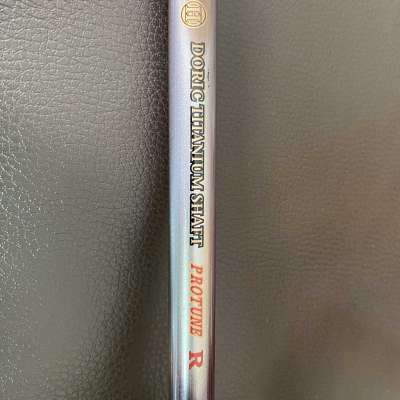 DORIC TITANIUM SHAFT PROTUNE R